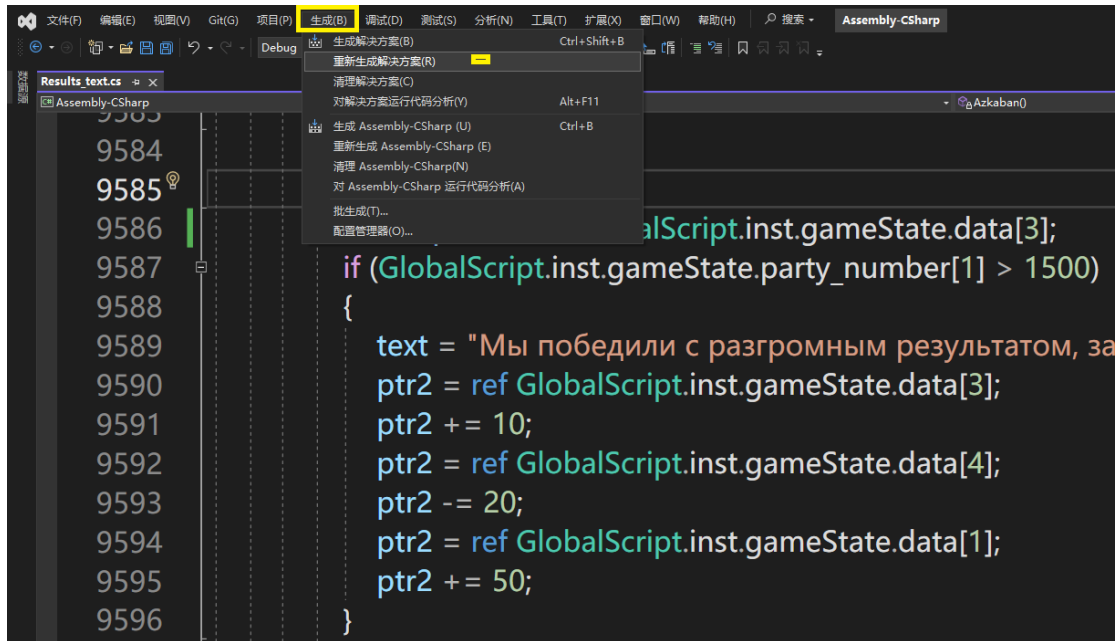 文件(F) 编辑(E) 视图(V) Git(G) 项目(P) 生成(B) 调试(D) 测试(S) 分析(N) 工具(T) 扩展(X) 窗口(W) 帮助(H) 搜索 Assembly-CSharp
Debug
生成解决方案(B) Ctrl+Shift+B
重新生成解决方案(R)
清理解决方案(C)
对解决方案运行代码分析(Y) Alt+F11
生成 Assembly-CSharp (U) Ctrl+B
重新生成 Assembly-CSharp (E)
清理 Assembly-CSharp(N)
对 Assembly-CSharp 运行代码分析(A)
批生成(T)...
配置管理器(O)...
数据源
Results_text.cs
Assembly-CSharp Azkaban()
9583
9584
9585
9586 alScript.inst.gameState.data[3];
9587 if (GlobalScript.inst.gameState.party_number[1] > 1500)
9588 {
9589 text = "Мы победили с разгромным результатом, за
9590 ptr2 = ref GlobalScript.inst.gameState.data[3];
9591 ptr2 += 10;
9592 ptr2 = ref GlobalScript.inst.gameState.data[4];
9593 ptr2 -= 20;
9594 ptr2 = ref GlobalScript.inst.gameState.data[1];
9595 ptr2 += 50;
9596 }